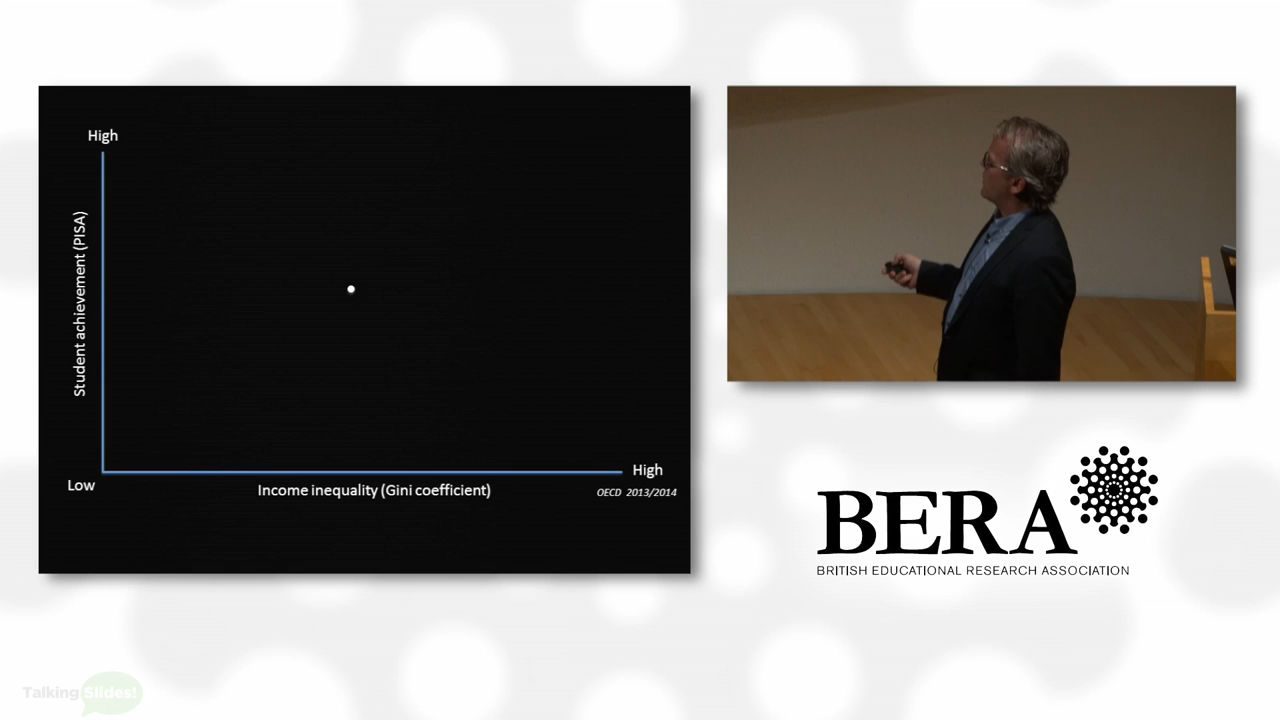 High
Student achievement (PISA)
Low
High
Income inequality (Gini coefficient)
OECD 2013/2014
BERA
BRITISH EDUCATIONAL RESEARCH ASSOCIATION
Talking Slides!